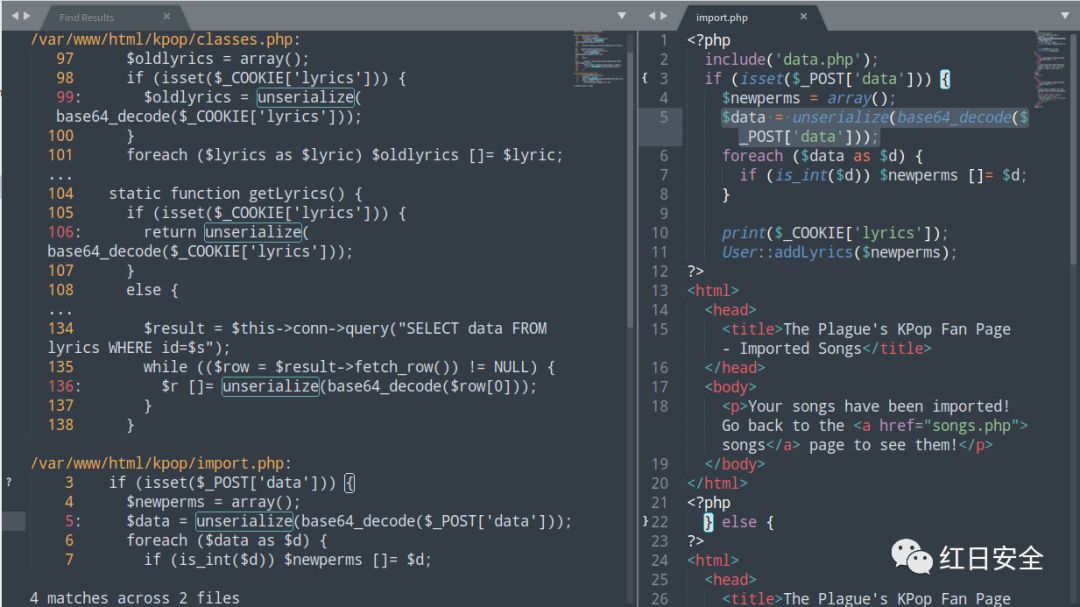 Find Results
/var/www/html/kpop/classes.php:
97 $oldlyrics = array();
98 if (isset($_COOKIE['lyrics'])) {
99: $oldlyrics = unserialize(
base64_decode($_COOKIE['lyrics']));
100 }
101 foreach ($lyrics as $lyric) $oldlyrics []= $lyric;
...
104 static function getLyrics() {
105 if (isset($_COOKIE['lyrics'])) {
106: return unserialize(
base64_decode($_COOKIE['lyrics']));
107 }
108 else {
...
134 $result = $this->conn->query("SELECT data FROM
lyrics WHERE id=$s");
135 while (($row = $result->fetch_row()) != NULL) {
136: $r []= unserialize(base64_decode($row[0]));
137 }
138 }
/var/www/html/kpop/import.php:
3 if (isset($_POST['data'])) {
4 $newperms = array();
5: $data = unserialize(base64_decode($_POST['data']));
6 foreach ($data as $d) {
7 if (is_int($d)) $newperms []= $d;
4 matches across 2 files
import.php
1 <?php
2 include('data.php');
3 if (isset($_POST['data'])) {
4 $newperms = array();
5 $data = unserialize(base64_decode($
_POST['data']));
6 foreach ($data as $d) {
7 if (is_int($d)) $newperms []= $d;
8 }
9
10 print($_COOKIE['lyrics']);
11 User::addLyrics($newperms);
12 ?>
13 <html>
14 <head>
15 <title>The Plague's KPop Fan Page
- Imported Songs</title>
16 </head>
17 <body>
18 <p>Your songs have been imported!
Go back to the <a href="songs.php">
songs</a> page to see them!</p>
19 </body>
20 </html>
21 <?php
22 } else {
23 ?>
24 <html>
25 <head>
26 <title>The Plague's KPop Fan Page
红日安全